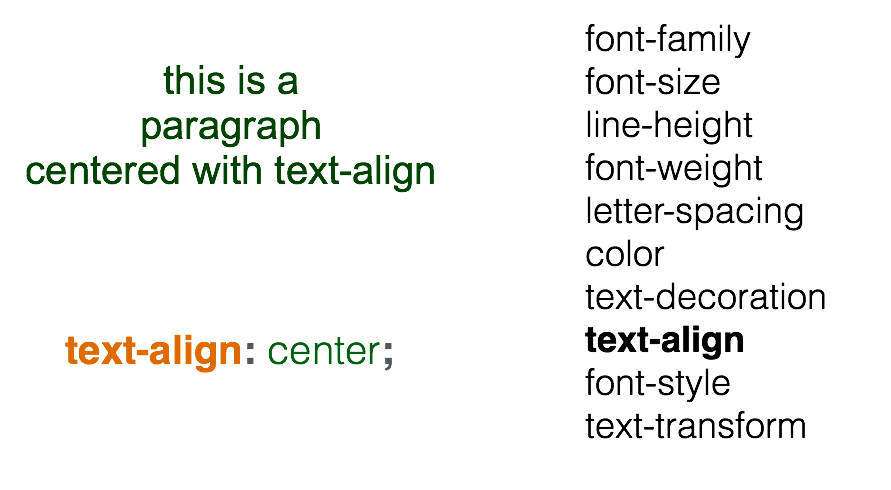 this is a
paragraph
centered with text-align
text-align: center;
font-family
font-size
line-height
font-weight
letter-spacing
color
text-decoration
text-align
font-style
text-transform